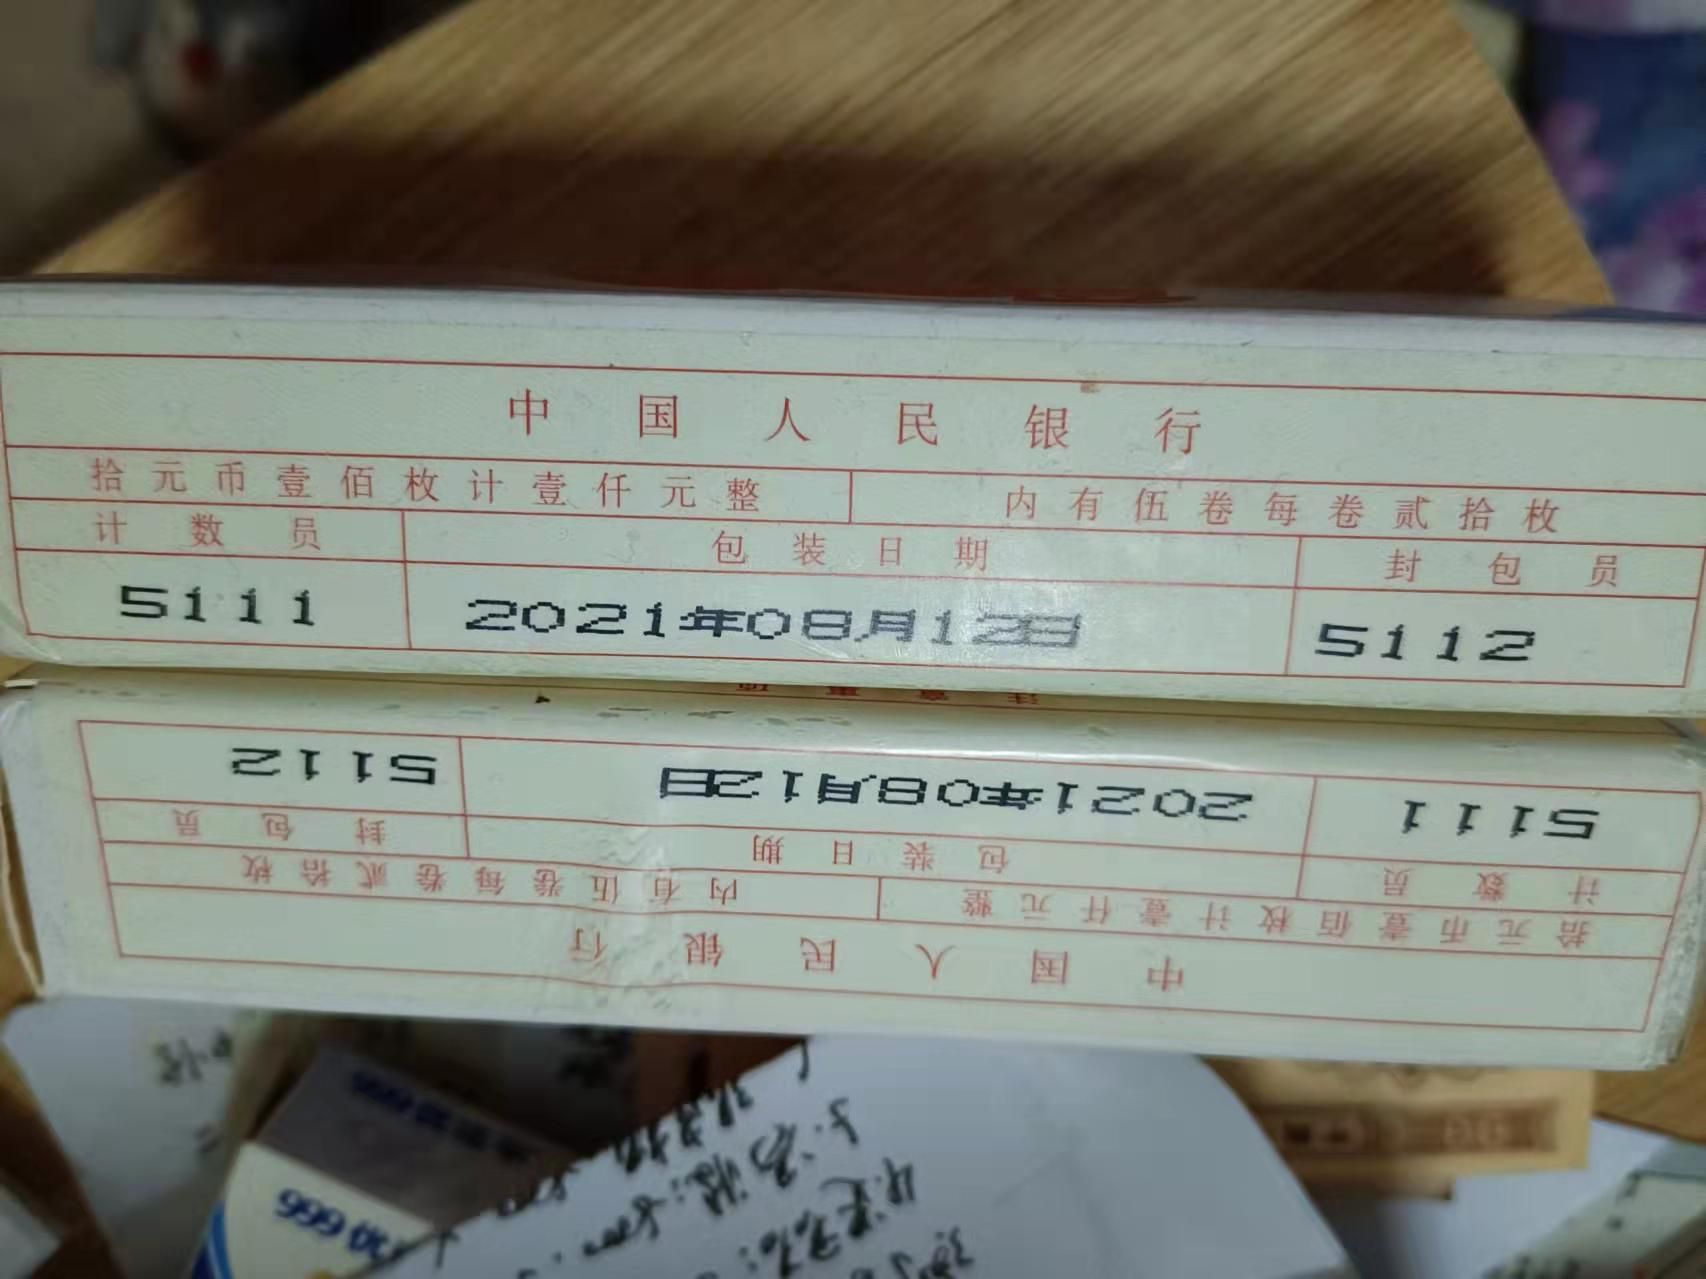 中国人民银行
拾元币壹佰枚计壹仟元整 内有伍卷每卷贰拾枚
计数员 包装日期 封包员
5111 2021年08月12日 5112
注意事项
中国人民银行
拾元币壹佰枚计壹仟元整 内有伍卷每卷贰拾枚
计数员 包装日期 封包员
5111 2021年08月12日 5112
999